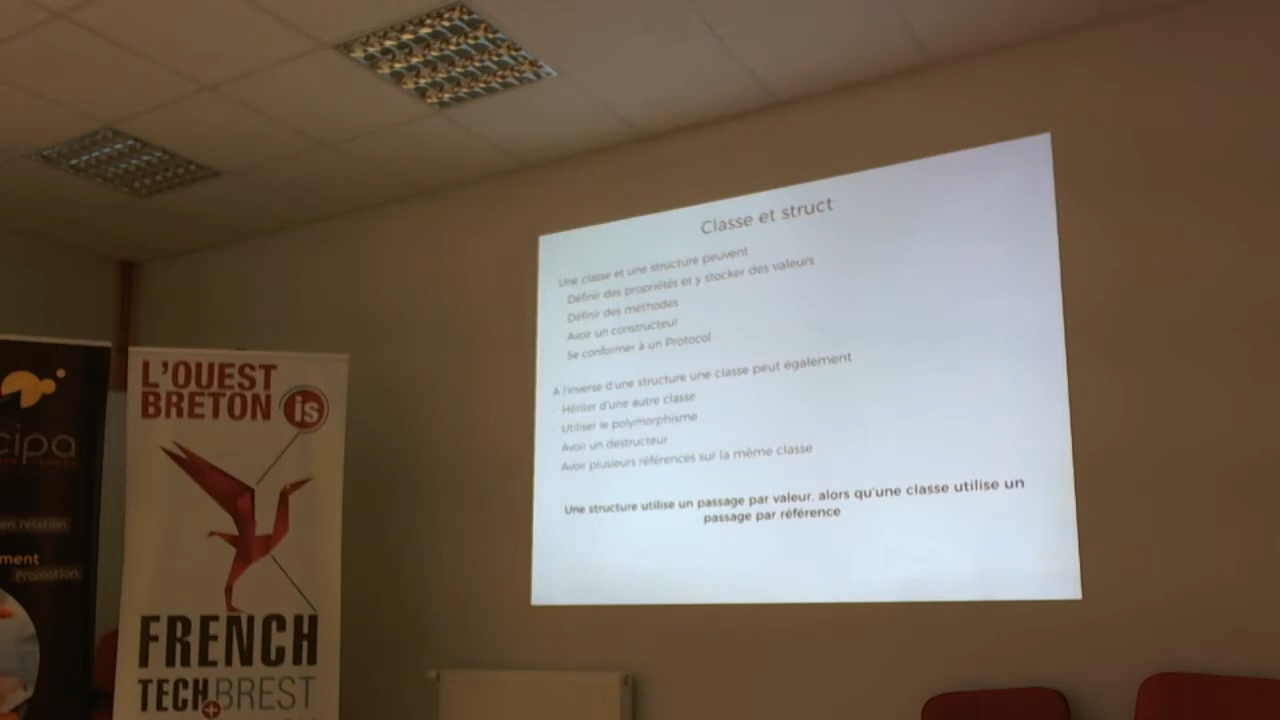 Classe et struct
Une classe et une structure peuvent
Définir des propriétés et y stocker des valeurs
Définir des méthodes
Avoir un constructeur
Se conformer à un Protocol
A l'inverse d'une structure une classe peut également
Hériter d'une autre classe
Utiliser le polymorphisme
Avoir un destructeur
Avoir plusieurs références sur la même classe
Une structure utilise un passage par valeur, alors qu'une classe utilise un
passage par référence
cipa
en relation
ment
Promotion
L'OUEST
BRETON
is
FRENCH
TECH+BREST